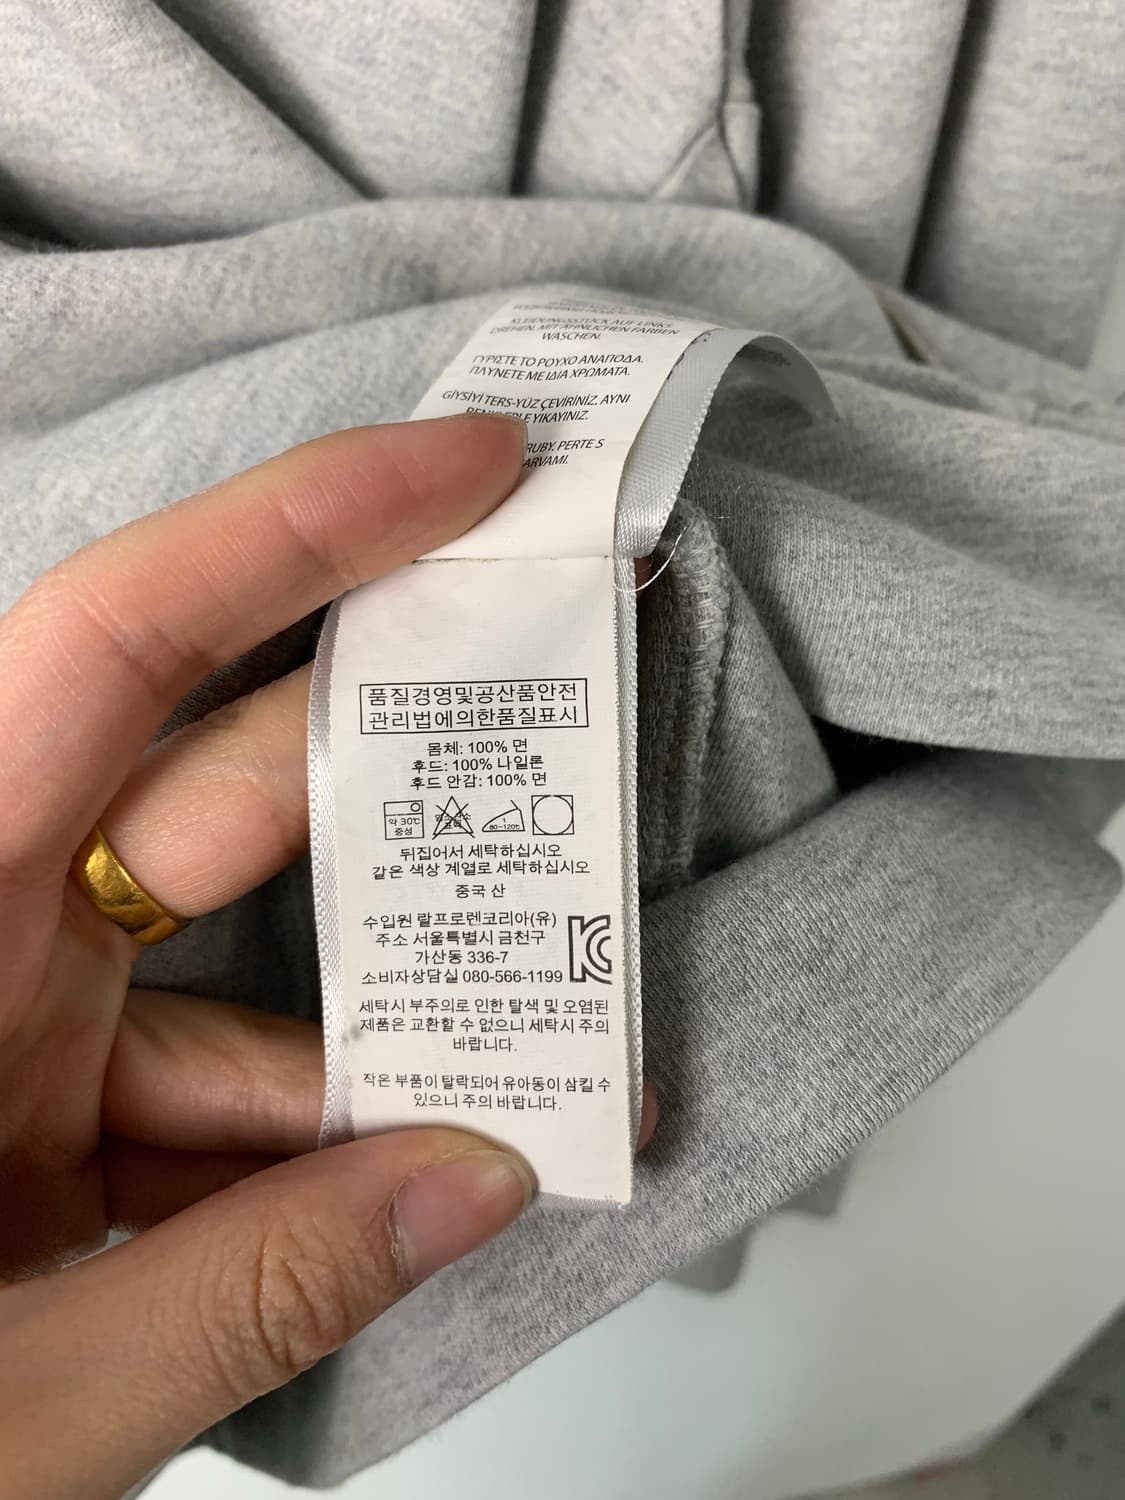 KLEIDUNGSSTÜCK AUF LINKS
DREHEN. MIT ÄHNLICHEN FARBEN
WASCHEN.
ΓΥΡΙΣΤΕ ΤΟ ΡΟΥΧΟ ΑΝΑΠΟΔΑ.
ΠΛΥΝΕΤΕ ΜΕ ΙΔΙΑ ΧΡΩΜΑΤΑ.
GİYSİYİ TERS-YÜZ ÇEVİRİNİZ. AYNI
YIKAYINIZ.
RUBY. PERTE S
ARVAMI.
품질경영및공산품안전
관리법에의한품질표시
몸체: 100% 면
후드: 100% 나일론
후드 안감: 100% 면
약 30℃
중성
80~120℃
뒤집어서 세탁하십시오
같은 색상 계열로 세탁하십시오
중국 산
수입원 랄프로렌코리아(유)
주소 서울특별시 금천구
가산동 336-7
소비자상담실 080-566-1199
세탁시 부주의로 인한 탈색 및 오염된
제품은 교환할 수 없으니 세탁시 주의
바랍니다.
작은 부품이 탈락되어 유아동이 삼킬 수
있으니 주의 바랍니다.